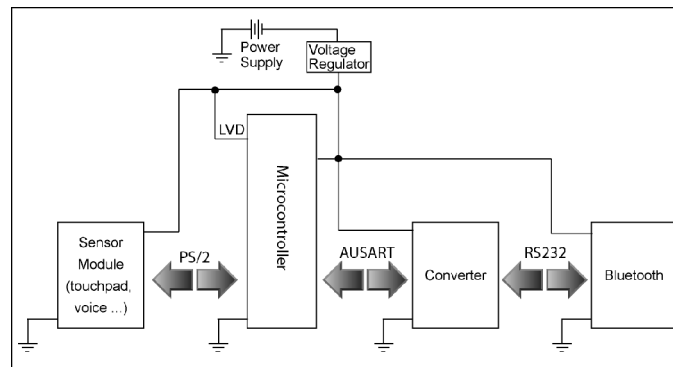 Power
Supply
Voltage
Regulator
LVD
Microcontroller
Sensor
Module
(touchpad,
voice ...)
PS/2
AUSART
Converter
RS232
Bluetooth